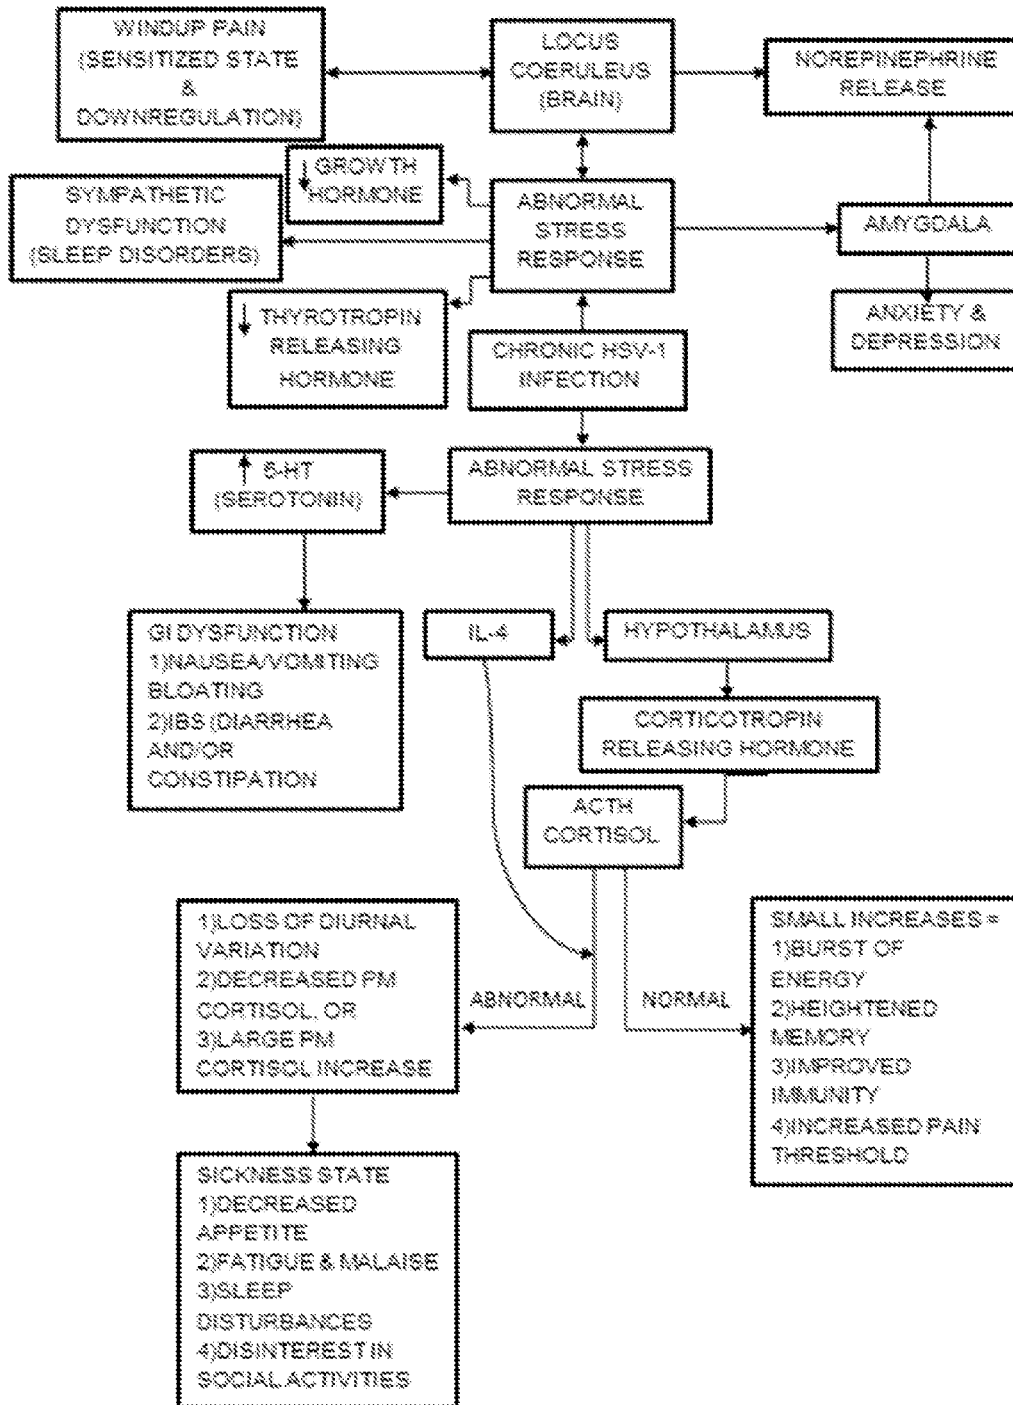 WINDUP PAIN
(SENSITIZED STATE
&
DOWNREGULATION)
LOCUS
COERULEUS
(BRAIN)
NOREPINEPHRINE
RELEASE
↓ GROWTH
HORMONE
SYMPATHETIC
DYSFUNCTION
(SLEEP DISORDERS)
ABNORMAL
STRESS
RESPONSE
AMYGDALA
↓ THYROTROPIN
RELEASING
HORMONE
ANXIETY &
DEPRESSION
CHRONIC HSV-1
INFECTION
↑ 5-HT
(SEROTONIN)
ABNORMAL STRESS
RESPONSE
GI DYSFUNCTION
1)NAUSEA/VOMITING
BLOATING
2)IBS (DIARRHEA
AND/OR
CONSTIPATION
IL-4
HYPOTHALAMUS
CORTICOTROPIN
RELEASING HORMONE
ACTH
CORTISOL
1)LOSS OF DIURNAL
VARIATION
2)DECREASED PM
CORTISOL, OR
3)LARGE PM
CORTISOL INCREASE
ABNORMAL
NORMAL
SMALL INCREASES =
1)BURST OF
ENERGY
2)HEIGHTENED
MEMORY
3)IMPROVED
IMMUNITY
4)INCREASED PAIN
THRESHOLD
SICKNESS STATE
1)DECREASED
APPETITE
2)FATIGUE & MALAISE
3)SLEEP
DISTURBANCES
4)DISINTEREST IN
SOCIAL ACTIVITIES